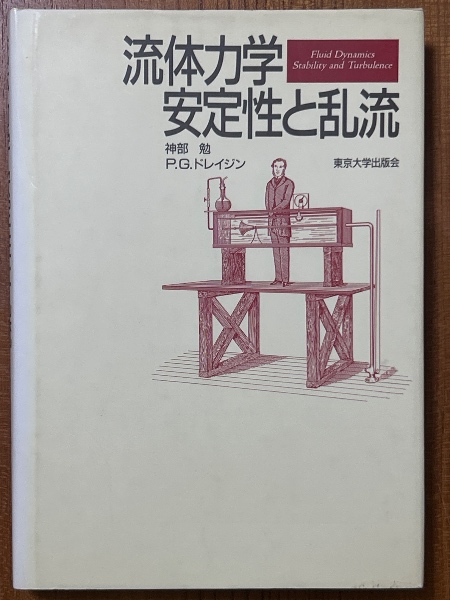 流体力学
Fluid Dynamics
Stability and Turbulence
安定性と乱流
神部 勉
P.G.ドレイジン
東京大学出版会